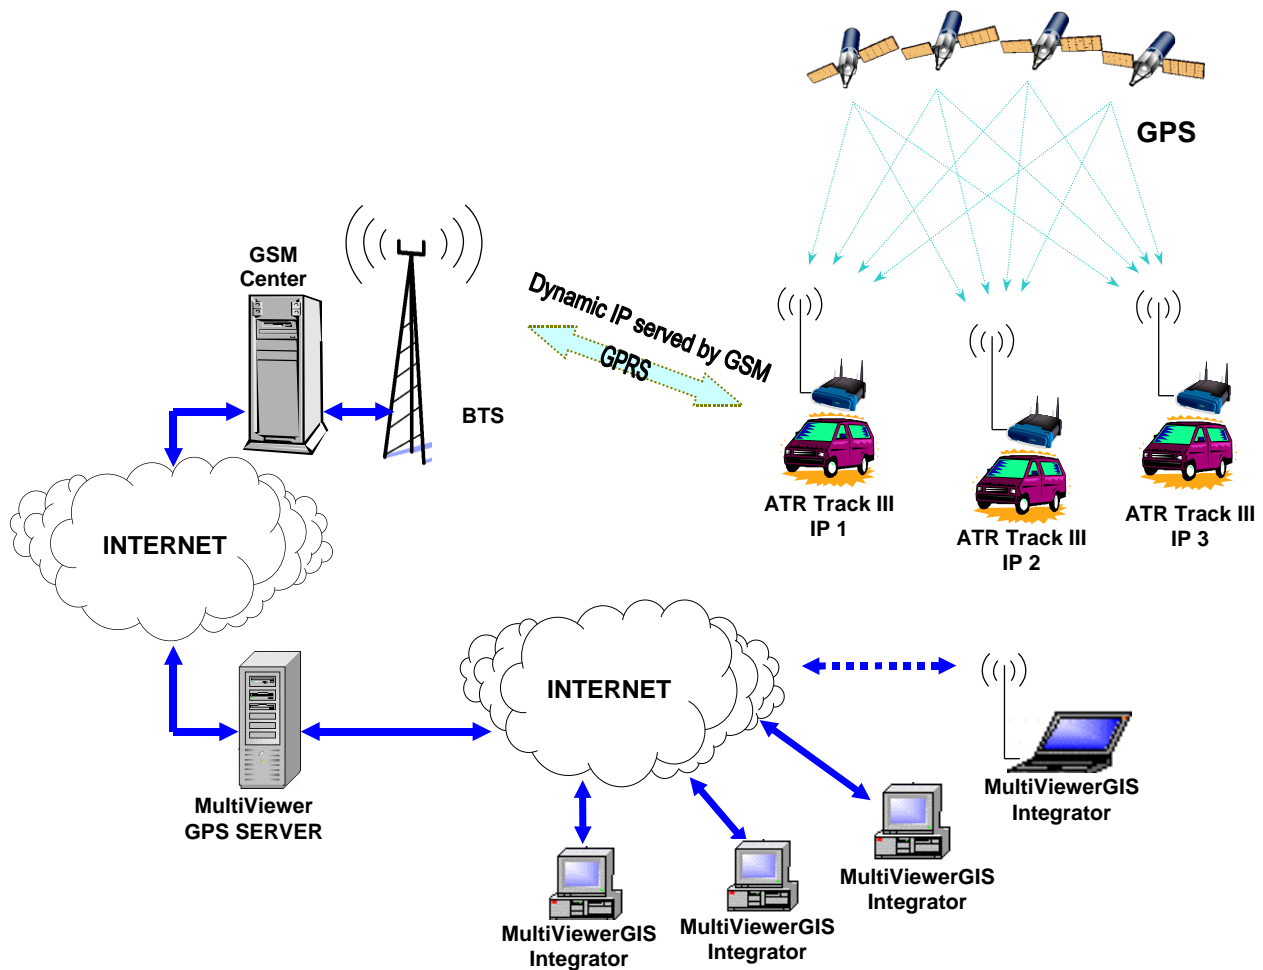 GPS
GSM
Center
Dynamic IP served by GSM
GPRS
BTS
ATR Track III
IP 1
ATR Track III
IP 2
ATR Track III
IP 3
INTERNET
INTERNET
MultiViewer
GPS SERVER
MultiViewerGIS
Integrator
MultiViewerGIS
Integrator
MultiViewerGIS
Integrator
MultiViewerGIS
Integrator